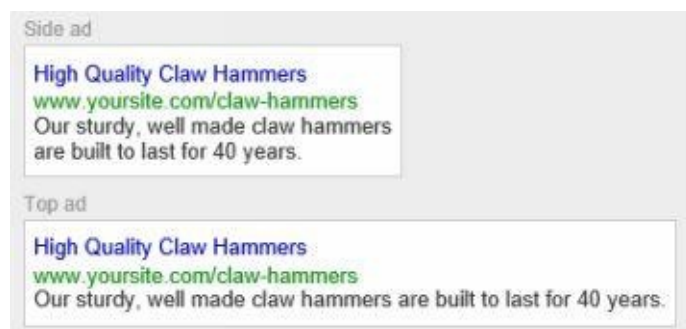 Side ad
High Quality Claw Hammers
www.yoursite.com/claw-hammers
Our sturdy, well made claw hammers
are built to last for 40 years.
Top ad
High Quality Claw Hammers
www.yoursite.com/claw-hammers
Our sturdy, well made claw hammers are built to last for 40 years.